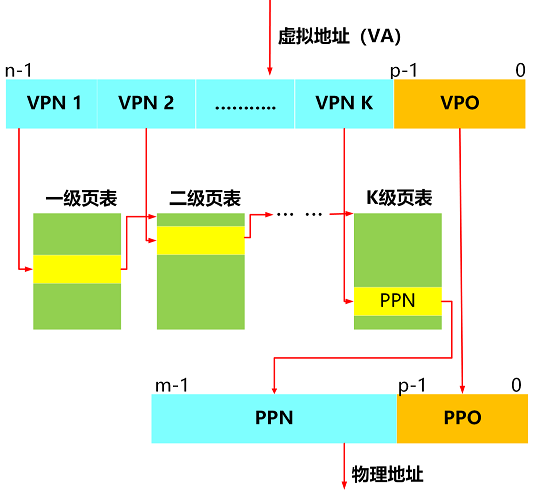 虚拟地址（VA）
n-1 p-1 0
VPN 1 VPN 2 ……….. VPN K VPO
一级页表 二级页表 K级页表
… …
PPN
m-1 p-1 0
PPN PPO
物理地址